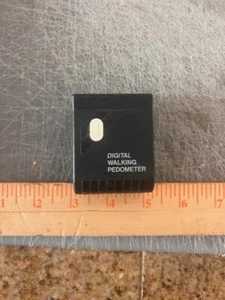 DIGITAL
WALKING
PEDOMETER
1 2 3 4 5 6 7